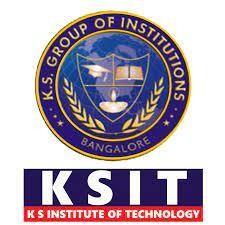 K.S. GROUP OF INSTITUTIONS
BANGALORE
KSIT
K S INSTITUTE OF TECHNOLOGY